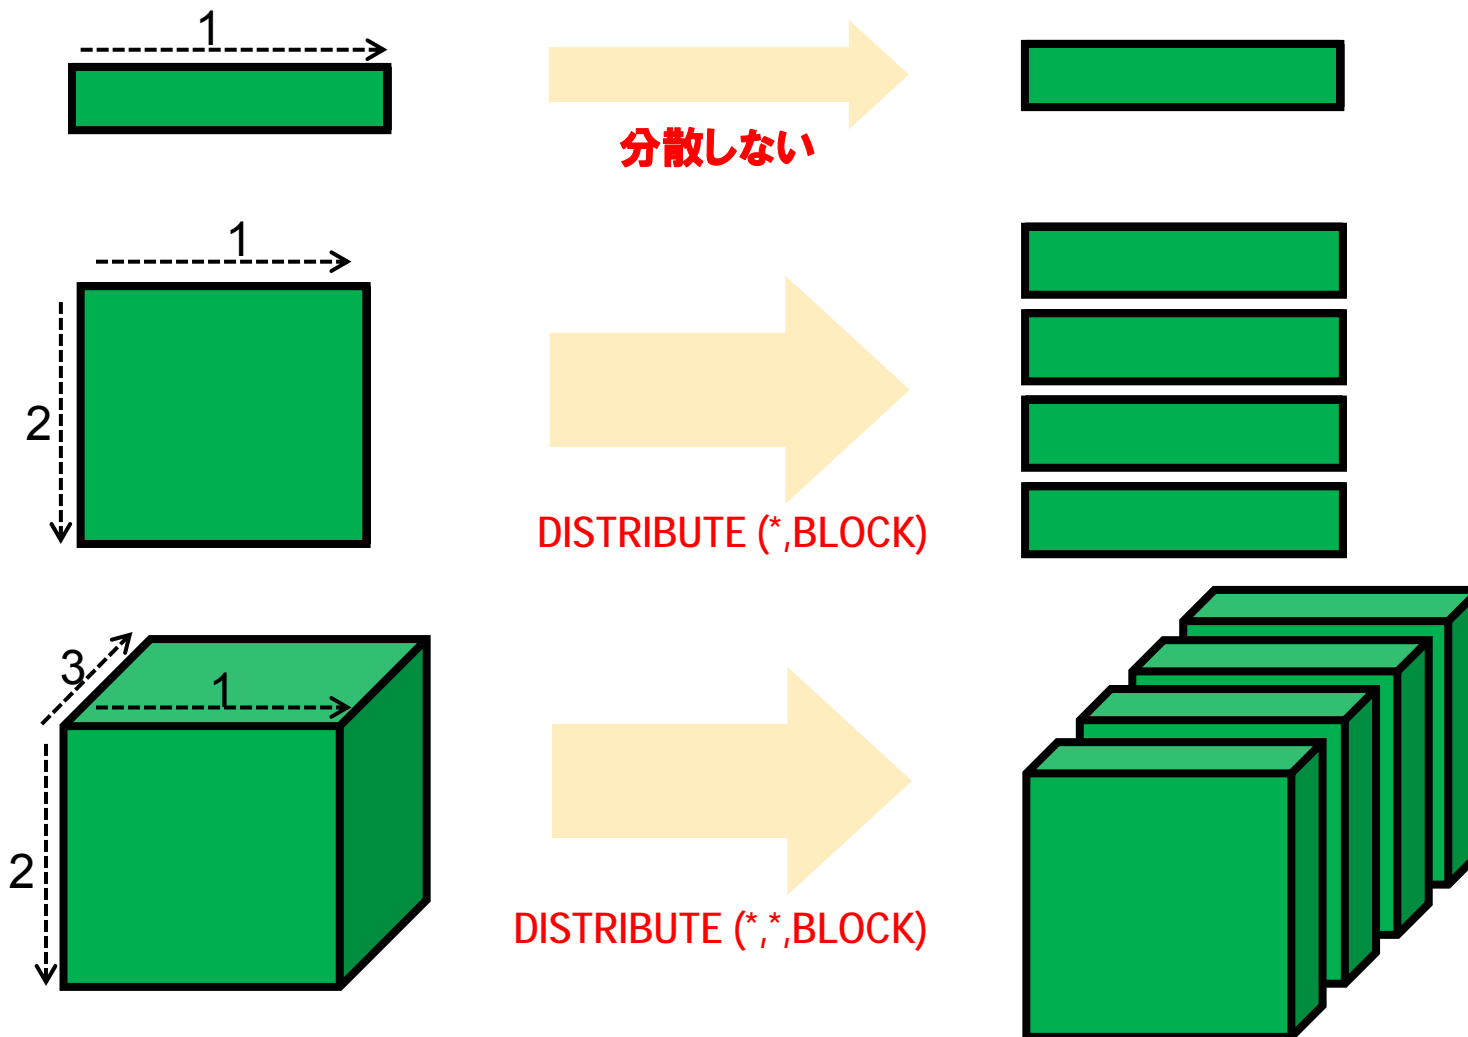 1
分散しない
1
2
DISTRIBUTE (*,BLOCK)
3
1
2
DISTRIBUTE (*,*,BLOCK)